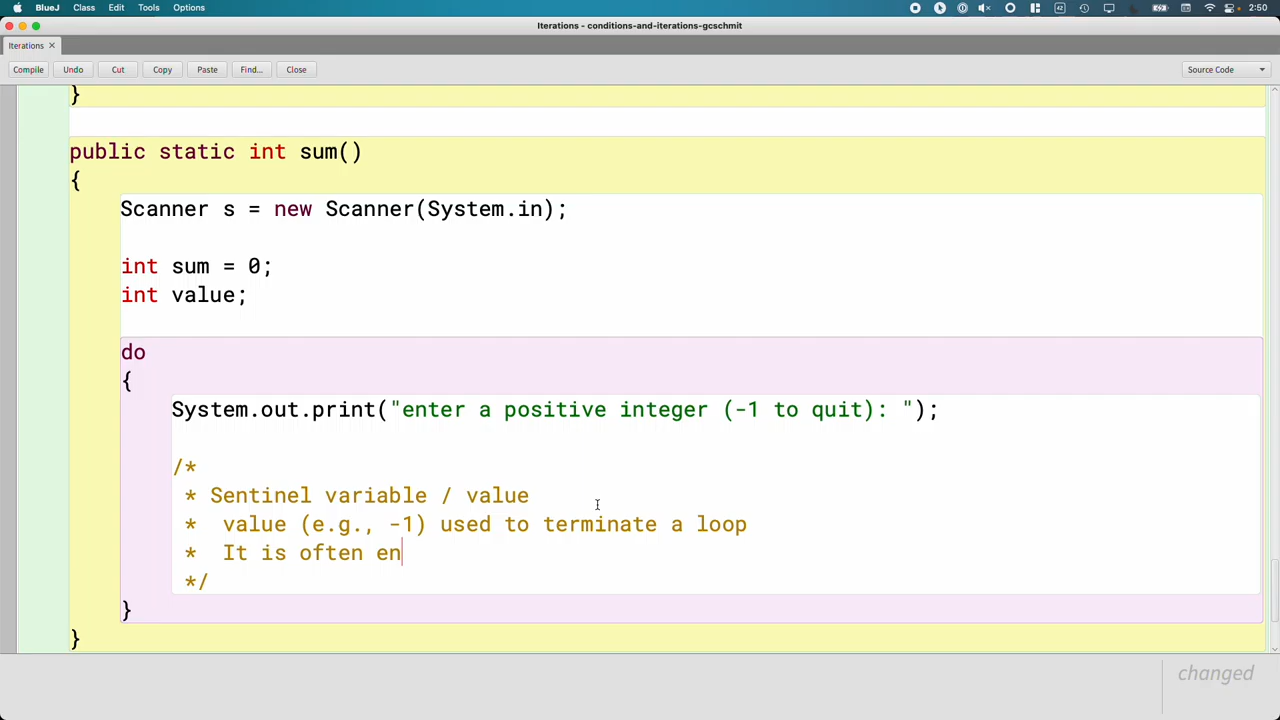 BlueJ Class Edit Tools Options 42 2:50
Iterations - conditions-and-iterations-gcschmit
Iterations ×
Compile Undo Cut Copy Paste Find... Close Source Code
}
public static int sum()
{
Scanner s = new Scanner(System.in);
int sum = 0;
int value;
do
{
System.out.print("enter a positive integer (-1 to quit): ");
/*
* Sentinel variable / value
* value (e.g., -1) used to terminate a loop
* It is often en
*/
}
}
changed